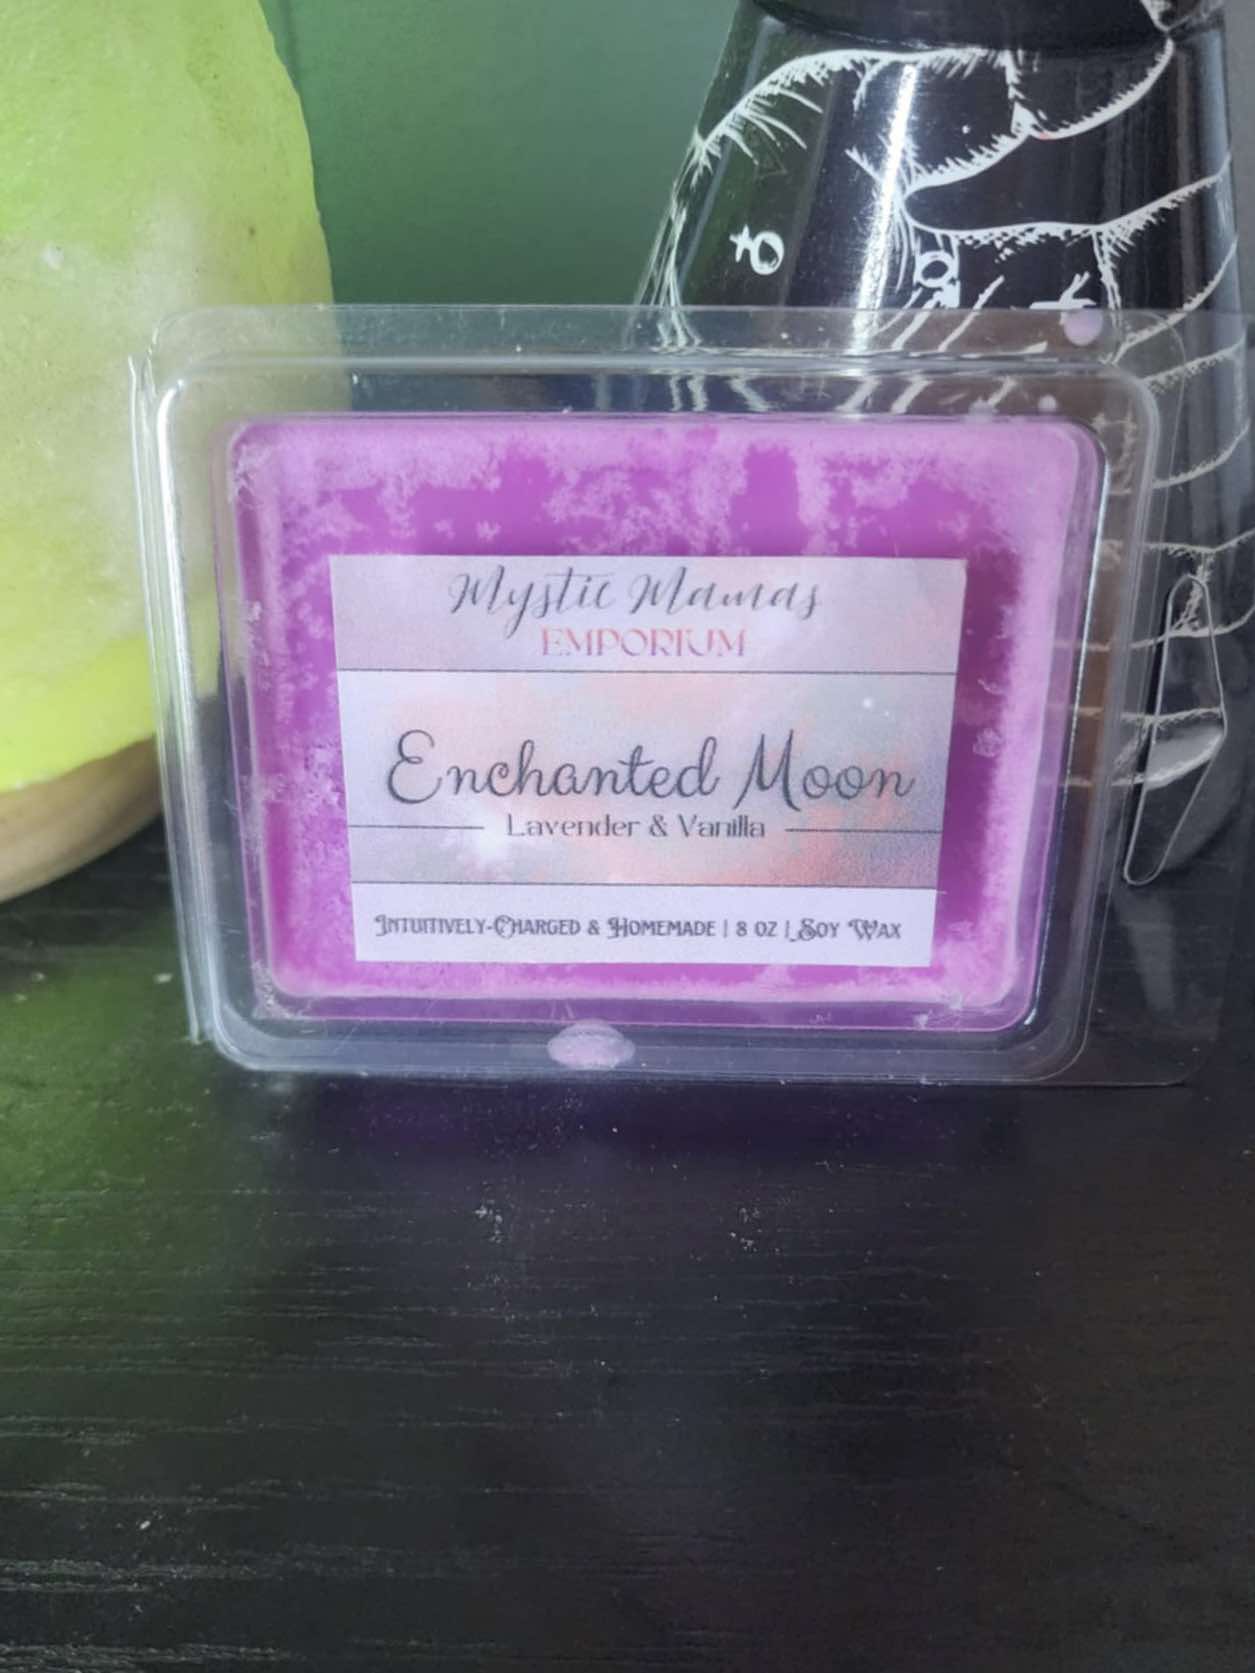 Mystic Mamas
EMPORIUM
Enchanted Moon
Lavender & Vanilla
Intuitively-Charged & Homemade | 8 oz | Soy Wax